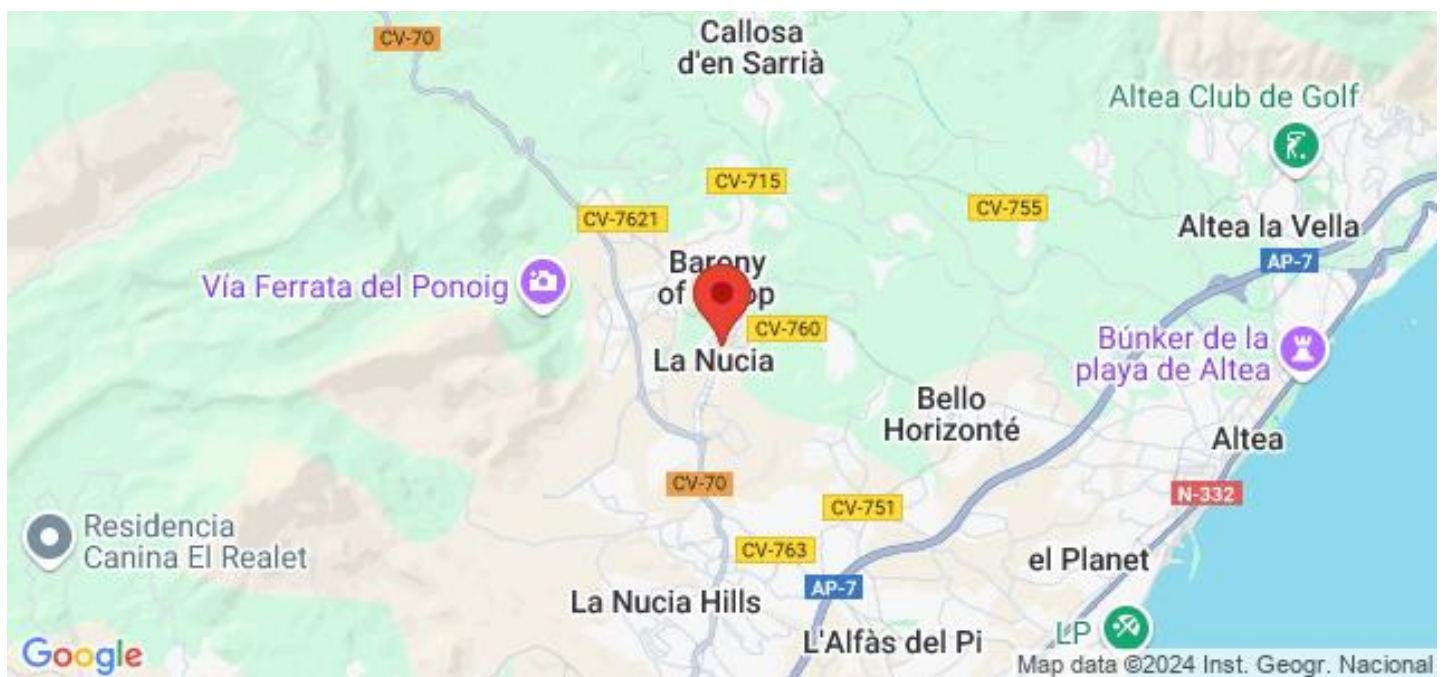 CV-70
Callosa
d'en Sarrià
Altea Club de Golf
CV-715
CV-755
CV-7621
Altea la Vella
AP-7
Barony
of
Vía Ferrata del Ponoig
CV-760
La Nucia
Búnker de la
playa de Altea
Bello
Horizonté
Altea
CV-70
N-332
CV-751
Residencia
Canina El Realet
CV-763
el Planet
AP-7
La Nucia Hills
L'Alfàs del Pi
LP
Google
Map data ©2024 Inst. Geogr. Nacional